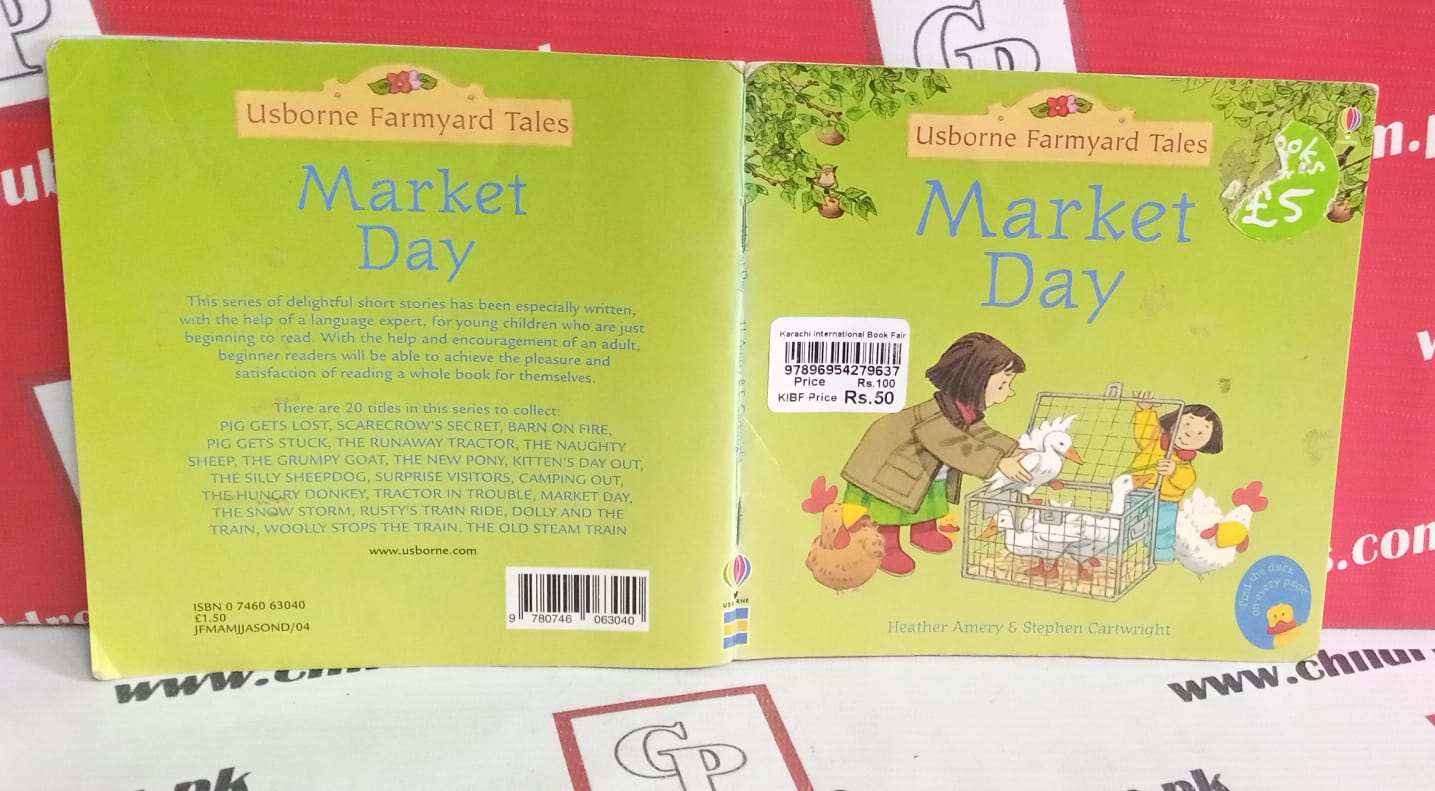 Usborne Farmyard Tales
Market
Day
This series of delightful short stories has been especially written,
with the help of a language expert, for young children who are just
beginning to read. With the help and encouragement of an adult,
beginner readers will be able to achieve the pleasure and
satisfaction of reading a whole book for themselves.
There are 20 titles in this series to collect:
PIG GETS LOST, SCARECROW'S SECRET, BARN ON FIRE,
PIG GETS STUCK, THE RUNAWAY TRACTOR, THE NAUGHTY
SHEEP, THE GRUMPY GOAT, THE NEW PONY, KITTEN'S DAY OUT,
THE SILLY SHEEPDOG, SURPRISE VISITORS, CAMPING OUT,
THE HUNGRY DONKEY, TRACTOR IN TROUBLE, MARKET DAY,
THE SNOW STORM, RUSTY'S TRAIN RIDE, DOLLY AND THE
TRAIN, WOOLLY STOPS THE TRAIN, THE OLD STEAM TRAIN
www.usborne.com
ISBN 0 7460 63040
£1.50
JFMAMJJASOND/04
9 780746 063040
USBORNE
Usborne Farmyard Tales
Market
Day
£5
Karachi international Book Fair
97896954279637
Price Rs.100
KIBF Price Rs.50
Find the duck
on every page
Heather Amery & Stephen Cartwright
GP